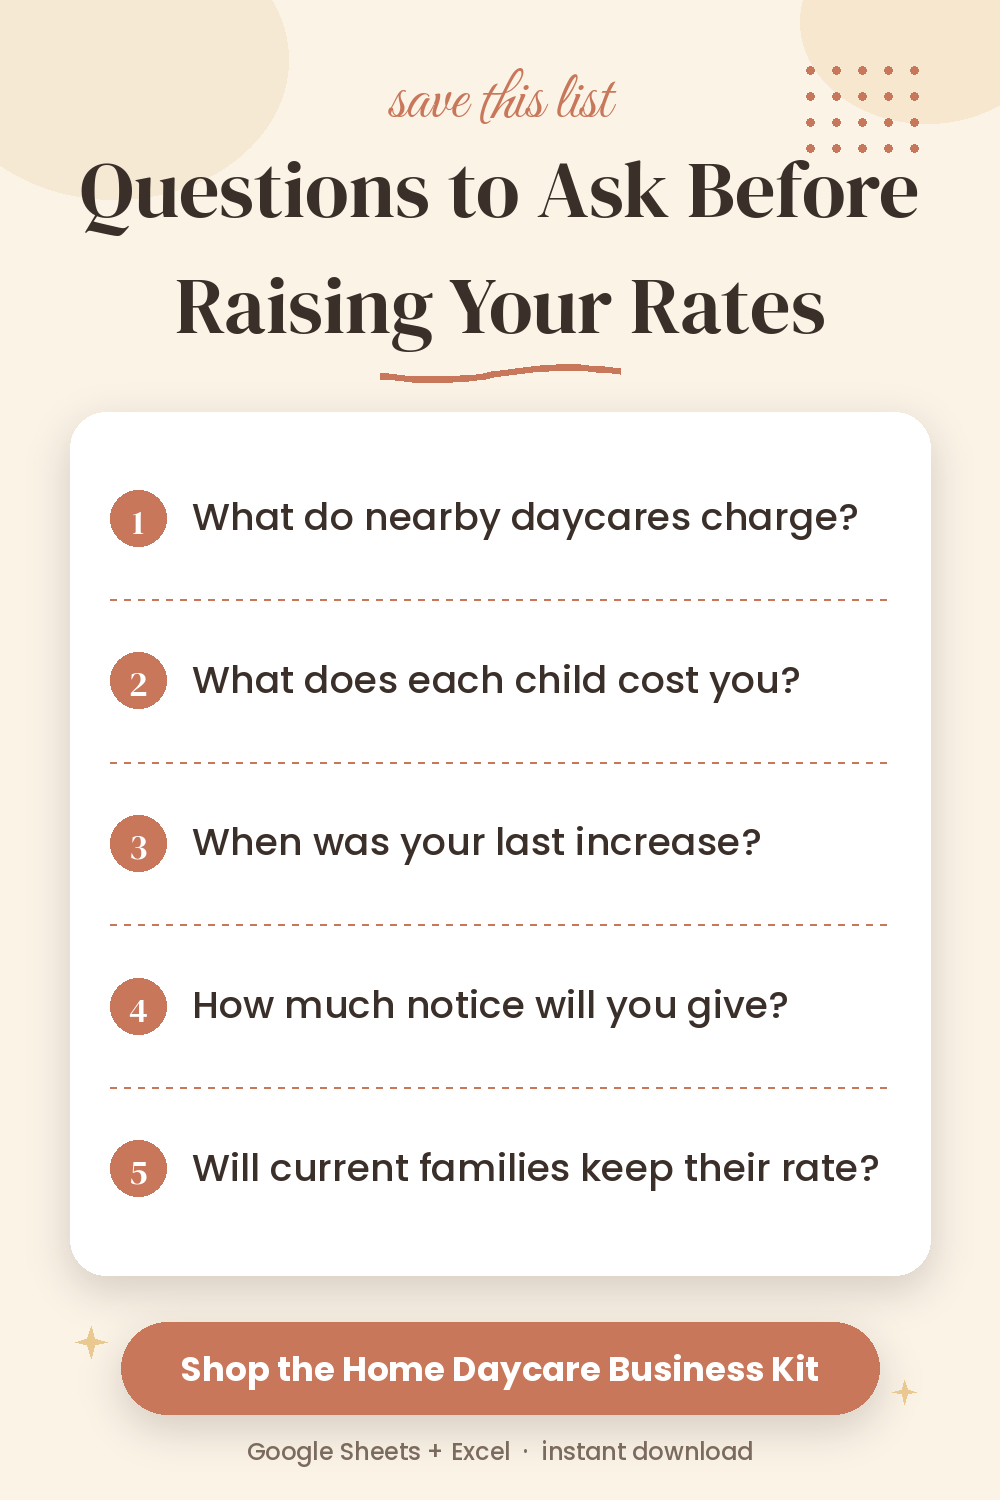 save this list
Questions to Ask Before
Raising Your Rates
1 What do nearby daycares charge?
2 What does each child cost you?
3 When was your last increase?
4 How much notice will you give?
5 Will current families keep their rate?
Shop the Home Daycare Business Kit
Google Sheets + Excel · instant download